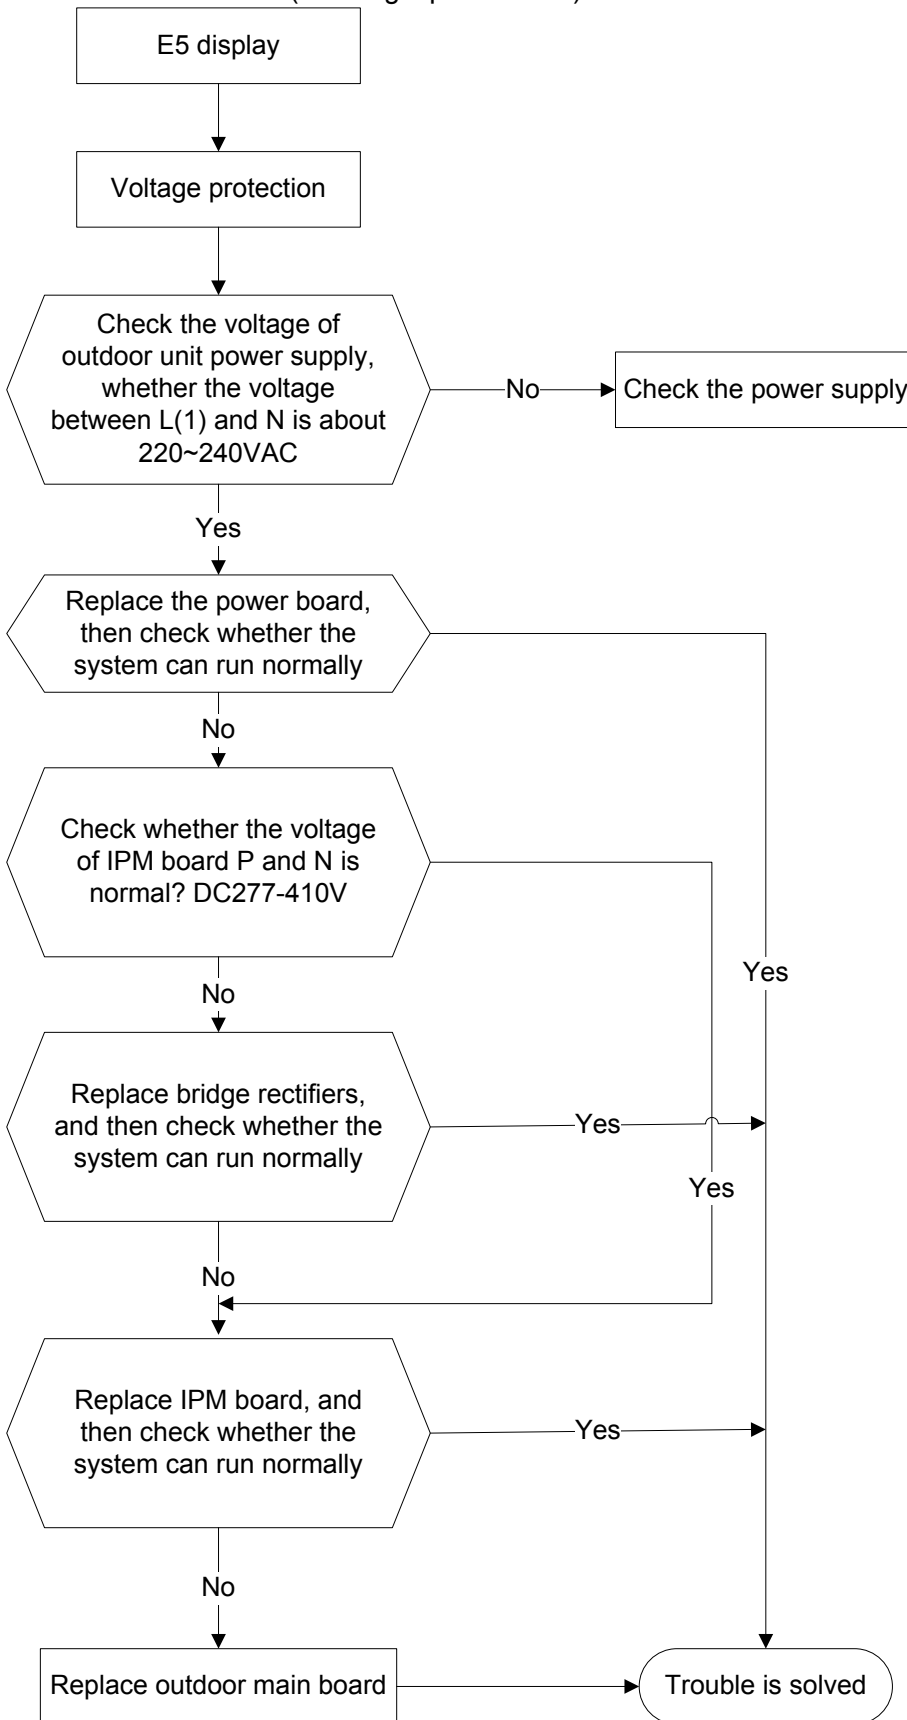 E5 display
Voltage protection
Check the voltage of
outdoor unit power supply,
whether the voltage
between L(1) and N is about
220~240VAC
No
Check the power supply
Yes
Replace the power board,
then check whether the
system can run normally
No
Check whether the voltage
of IPM board P and N is
normal? DC277-410V
Yes
No
Replace bridge rectifiers,
and then check whether the
system can run normally
Yes
Yes
No
Replace IPM board, and
then check whether the
system can run normally
Yes
No
Replace outdoor main board
Trouble is solved